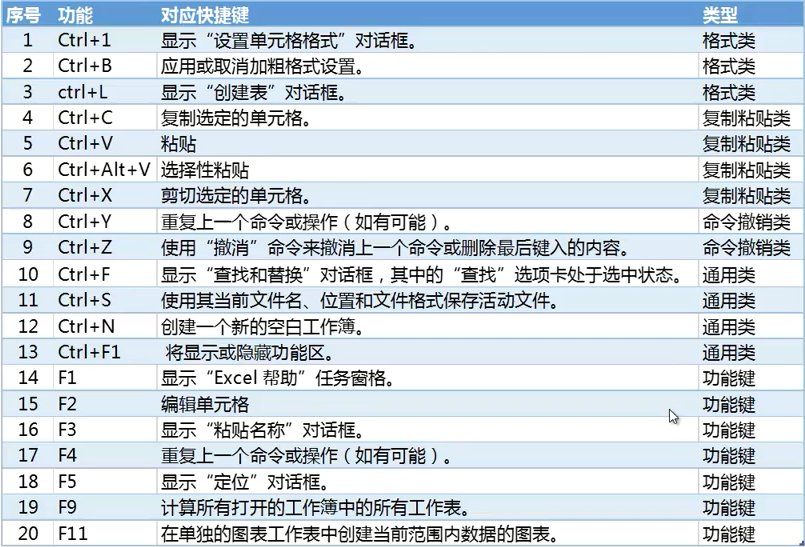 序号 功能 对应快捷键 类型
1 Ctrl+1 显示“设置单元格格式”对话框。 格式类
2 Ctrl+B 应用或取消加粗格式设置。 格式类
3 ctrl+L 显示“创建表”对话框。 格式类
4 Ctrl+C 复制选定的单元格。 复制粘贴类
5 Ctrl+V 粘贴 复制粘贴类
6 Ctrl+Alt+V 选择性粘贴 复制粘贴类
7 Ctrl+X 剪切选定的单元格。 复制粘贴类
8 Ctrl+Y 重复上一个命令或操作（如有可能）。 命令撤销类
9 Ctrl+Z 使用“撤消”命令来撤消上一个命令或删除最后键入的内容。 命令撤销类
10 Ctrl+F 显示“查找和替换”对话框，其中的“查找”选项卡处于选中状态。 通用类
11 Ctrl+S 使用其当前文件名、位置和文件格式保存活动文件。 通用类
12 Ctrl+N 创建一个新的空白工作簿。 通用类
13 Ctrl+F1 将显示或隐藏功能区。 通用类
14 F1 显示“Excel 帮助”任务窗格。 功能键
15 F2 编辑单元格 功能键
16 F3 显示“粘贴名称”对话框。 功能键
17 F4 重复上一个命令或操作（如有可能）。 功能键
18 F5 显示“定位”对话框。 功能键
19 F9 计算所有打开的工作簿中的所有工作表。 功能键
20 F11 在单独的图表工作表中创建当前范围内数据的图表。 功能键